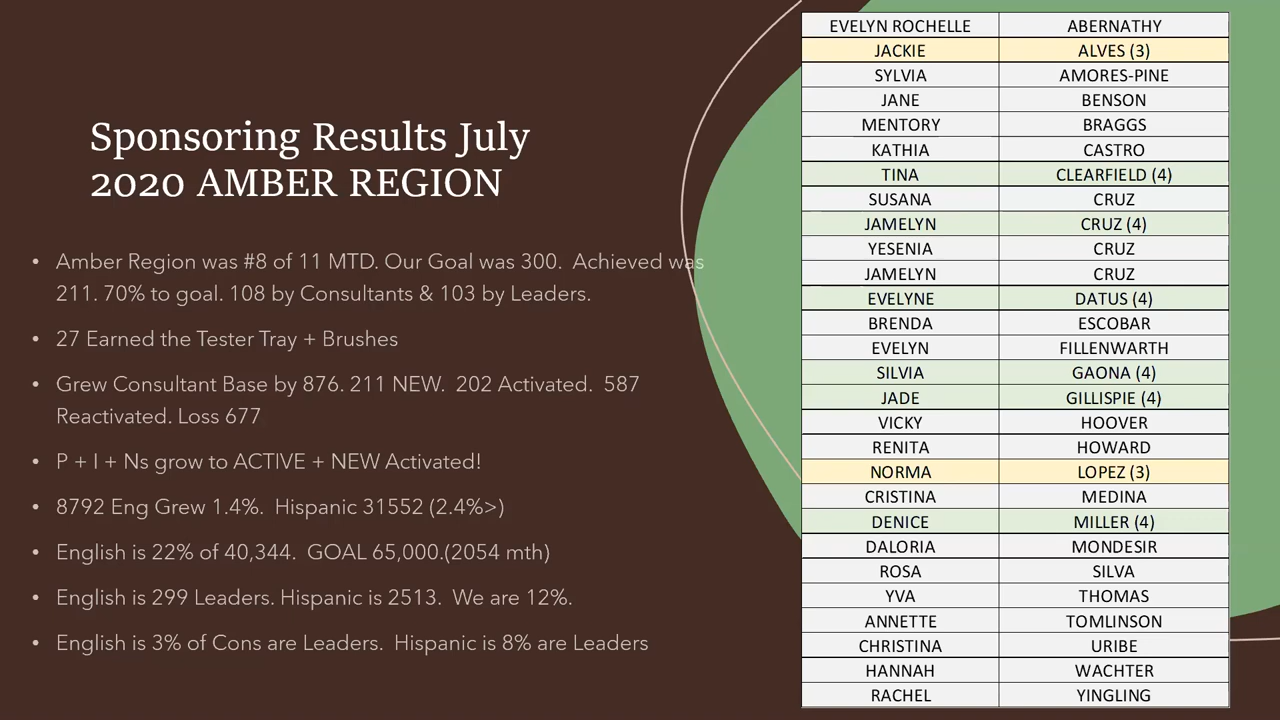 Sponsoring Results July
2020 AMBER REGION
• Amber Region was #8 of 11 MTD. Our Goal was 300.  Achieved was
211. 70% to goal. 108 by Consultants & 103 by Leaders.
• 27 Earned the Tester Tray + Brushes
• Grew Consultant Base by 876. 211 NEW.  202 Activated.  587
Reactivated. Loss 677
• P + I + Ns grow to ACTIVE + NEW Activated!
• 8792 Eng Grew 1.4%.  Hispanic 31552 (2.4%>)
• English is 22% of 40,344.  GOAL 65,000.(2054 mth)
• English is 299 Leaders. Hispanic is 2513.  We are 12%.
• English is 3% of Cons are Leaders.  Hispanic is 8% are Leaders
EVELYN ROCHELLE ABERNATHY
JACKIE ALVES (3)
SYLVIA AMORES-PINE
JANE BENSON
MENTORY BRAGGS
KATHIA CASTRO
TINA CLEARFIELD (4)
SUSANA CRUZ
JAMELYN CRUZ (4)
YESENIA CRUZ
JAMELYN CRUZ
EVELYNE DATUS (4)
BRENDA ESCOBAR
EVELYN FILLENWARTH
SILVIA GAONA (4)
JADE GILLISPIE (4)
VICKY HOOVER
RENITA HOWARD
NORMA LOPEZ (3)
CRISTINA MEDINA
DENICE MILLER (4)
DALORIA MONDESIR
ROSA SILVA
YVA THOMAS
ANNETTE TOMLINSON
CHRISTINA URIBE
HANNAH WACHTER
RACHEL YINGLING